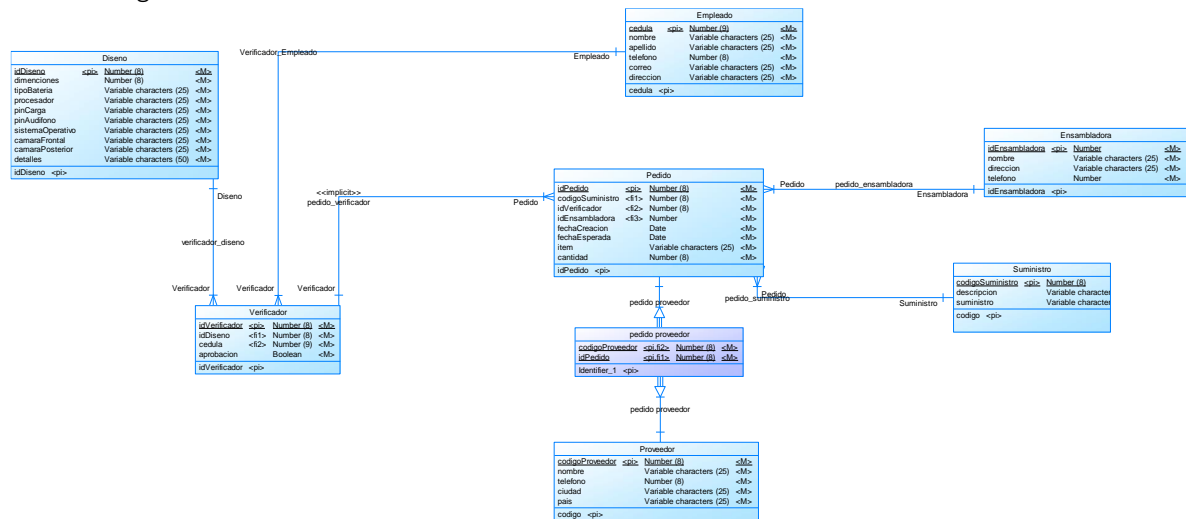 Empleado
cedula <pi> Number (9) <M>
nombre Variable characters (25) <M>
apellido Variable characters (25) <M>
telefono Number (8) <M>
correo Variable characters (25) <M>
direccion Variable characters (25) <M>
cedula <pi>
Verificador_Empleado
Empleado
Diseno
idDiseno <pi> Number (8) <M>
dimenciones Number (8) <M>
tipoBateria Variable characters (25) <M>
procesador Variable characters (25) <M>
pinCarga Variable characters (25) <M>
pinAudifono Variable characters (25) <M>
sistemaOperativo Variable characters (25) <M>
camaraFrontal Variable characters (25) <M>
camaraPosterior Variable characters (25) <M>
detalles Variable characters (50) <M>
idDiseno <pi>
Diseno
verificador_diseno
Verificador
Verificador
Verificador
<<implicit>>
pedido_verificador
Pedido
Ensambladora
idEnsambladora <pi> Number <M>
nombre Variable characters (25) <M>
direccion Variable characters (25) <M>
telefono Number <M>
idEnsambladora <pi>
Pedido
pedido_ensambladora
Ensambladora
Pedido
idPedido <pi> Number (8) <M>
codigoSuministro <fi1> Number (8) <M>
idVerificador <fi2> Number (8) <M>
idEnsambladora <fi3> Number <M>
fechaCreacion Date <M>
fechaEsperada Date <M>
item Variable characters (25) <M>
cantidad Number (8) <M>
idPedido <pi>
Pedido
pedido_suministro
Suministro
Suministro
codigoSuministro <pi> Number (8)
descripcion Variable character
suministro Variable character
codigo <pi>
Verificador
idVerificador <pi> Number (8) <M>
idDiseno <fi1> Number (8) <M>
cedula <fi2> Number (9) <M>
aprobacion Boolean <M>
idVerificador <pi>
pedido proveedor
pedido proveedor
codigoProveedor <pi,fi2> Number (8) <M>
idPedido <pi,fi1> Number (8) <M>
Identifier_1 <pi>
pedido proveedor
Proveedor
codigoProveedor <pi> Number (8) <M>
nombre Variable characters (25) <M>
telefono Number (8) <M>
ciudad Variable characters (25) <M>
pais Variable characters (25) <M>
codigo <pi>